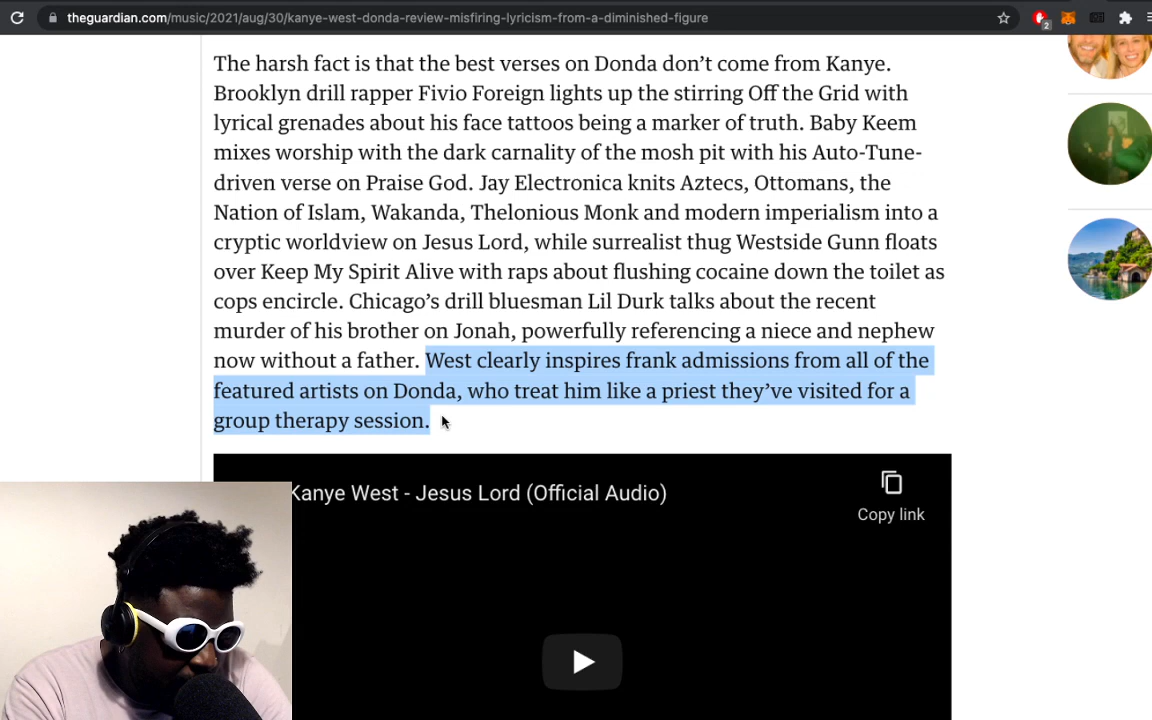 theguardian.com/music/2021/aug/30/kanye-west-donda-review-misfiring-lyricism-from-a-diminished-figure
2
The harsh fact is that the best verses on Donda don’t come from Kanye.
Brooklyn drill rapper Fivio Foreign lights up the stirring Off the Grid with
lyrical grenades about his face tattoos being a marker of truth. Baby Keem
mixes worship with the dark carnality of the mosh pit with his Auto-Tune-
driven verse on Praise God. Jay Electronica knits Aztecs, Ottomans, the
Nation of Islam, Wakanda, Thelonious Monk and modern imperialism into a
cryptic worldview on Jesus Lord, while surrealist thug Westside Gunn floats
over Keep My Spirit Alive with raps about flushing cocaine down the toilet as
cops encircle. Chicago’s drill bluesman Lil Durk talks about the recent
murder of his brother on Jonah, powerfully referencing a niece and nephew
now without a father. West clearly inspires frank admissions from all of the
featured artists on Donda, who treat him like a priest they’ve visited for a
group therapy session.
Kanye West - Jesus Lord (Official Audio)
Copy link